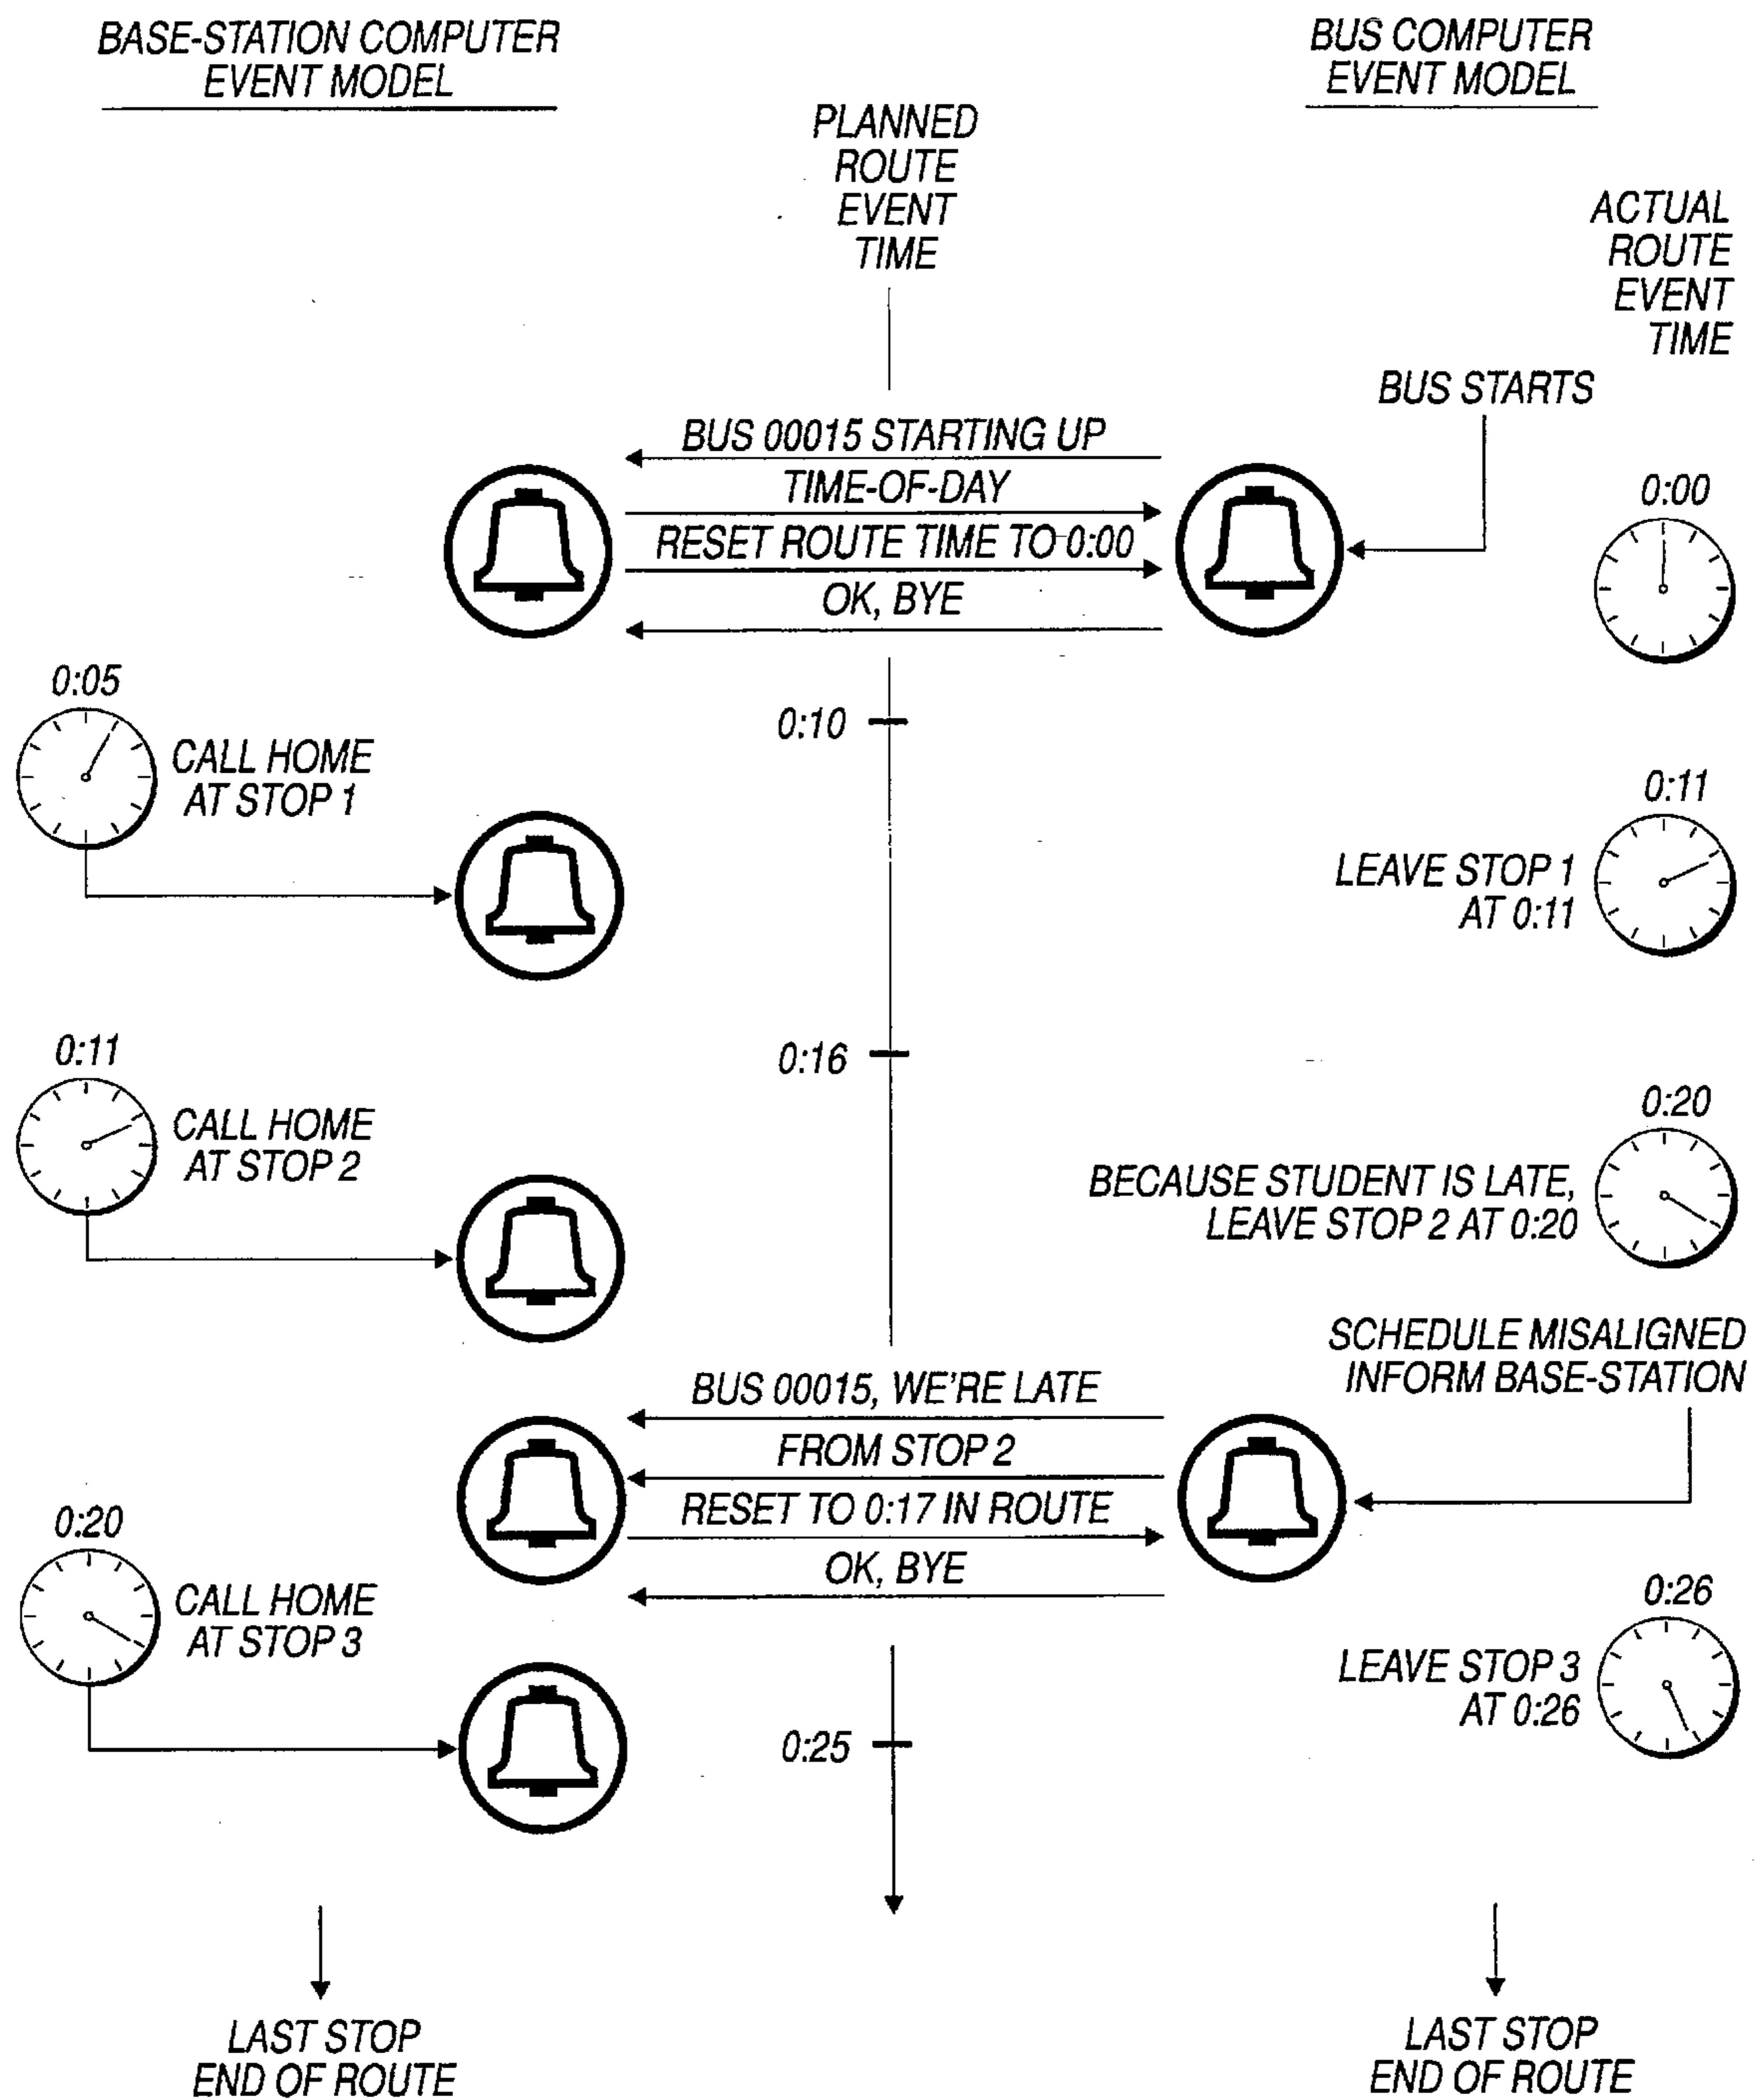 BASE-STATION COMPUTER
EVENT MODEL
BUS COMPUTER
EVENT MODEL
PLANNED
ROUTE
EVENT
TIME
ACTUAL
ROUTE
EVENT
TIME
BUS STARTS
BUS 00015 STARTING UP
TIME-OF-DAY
RESET ROUTE TIME TO 0:00
OK, BYE
0:00
0:05
CALL HOME
AT STOP 1
0:10
0:11
LEAVE STOP 1
AT 0:11
0:11
CALL HOME
AT STOP 2
0:16
0:20
BECAUSE STUDENT IS LATE,
LEAVE STOP 2 AT 0:20
SCHEDULE MISALIGNED
INFORM BASE-STATION
BUS 00015, WE'RE LATE
FROM STOP 2
RESET TO 0:17 IN ROUTE
OK, BYE
0:20
CALL HOME
AT STOP 3
0:25
0:26
LEAVE STOP 3
AT 0:26
LAST STOP
END OF ROUTE
LAST STOP
END OF ROUTE